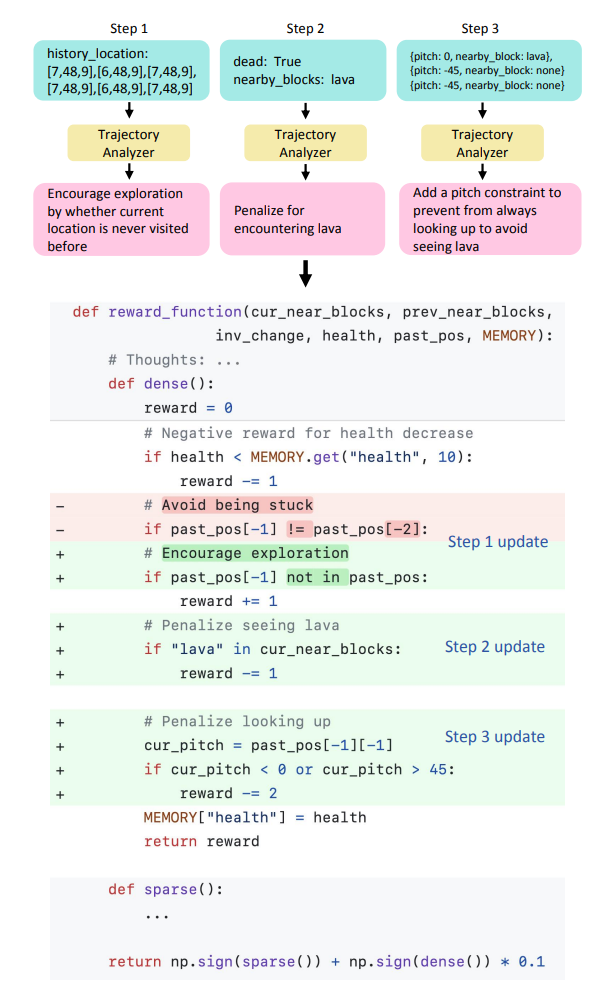 Step 1
Step 2
Step 3
history_location:
[7,48,9],[6,48,9],[7,48,9],
[7,48,9],[6,48,9],[7,48,9]
dead:  True
nearby_blocks:  lava
{pitch: 0, nearby_block: lava},
{pitch: -45, nearby_block: none}
{pitch: -45, nearby_block: none}
Trajectory
Analyzer
Trajectory
Analyzer
Trajectory
Analyzer
Encourage exploration
by whether current
location is never visited
before
Penalize for
encountering lava
Add a pitch constraint to
prevent from always
looking up to avoid
seeing lava
def reward_function(cur_near_blocks, prev_near_blocks,
inv_change, health, past_pos, MEMORY):
# Thoughts: ...
def dense():
reward = 0
# Negative reward for health decrease
if health < MEMORY.get("health", 10):
reward -= 1
- # Avoid being stuck
- if past_pos[-1] != past_pos[-2]:
Step 1 update
+ # Encourage exploration
+ if past_pos[-1] not in past_pos:
reward += 1
+ # Penalize seeing lava
+ if "lava" in cur_near_blocks:
Step 2 update
+ reward -= 1
+ # Penalize looking up
+ cur_pitch = past_pos[-1][-1]
Step 3 update
+ if cur_pitch < 0 or cur_pitch > 45:
+ reward -= 2
MEMORY["health"] = health
return reward
def sparse():
...
return np.sign(sparse()) + np.sign(dense()) * 0.1